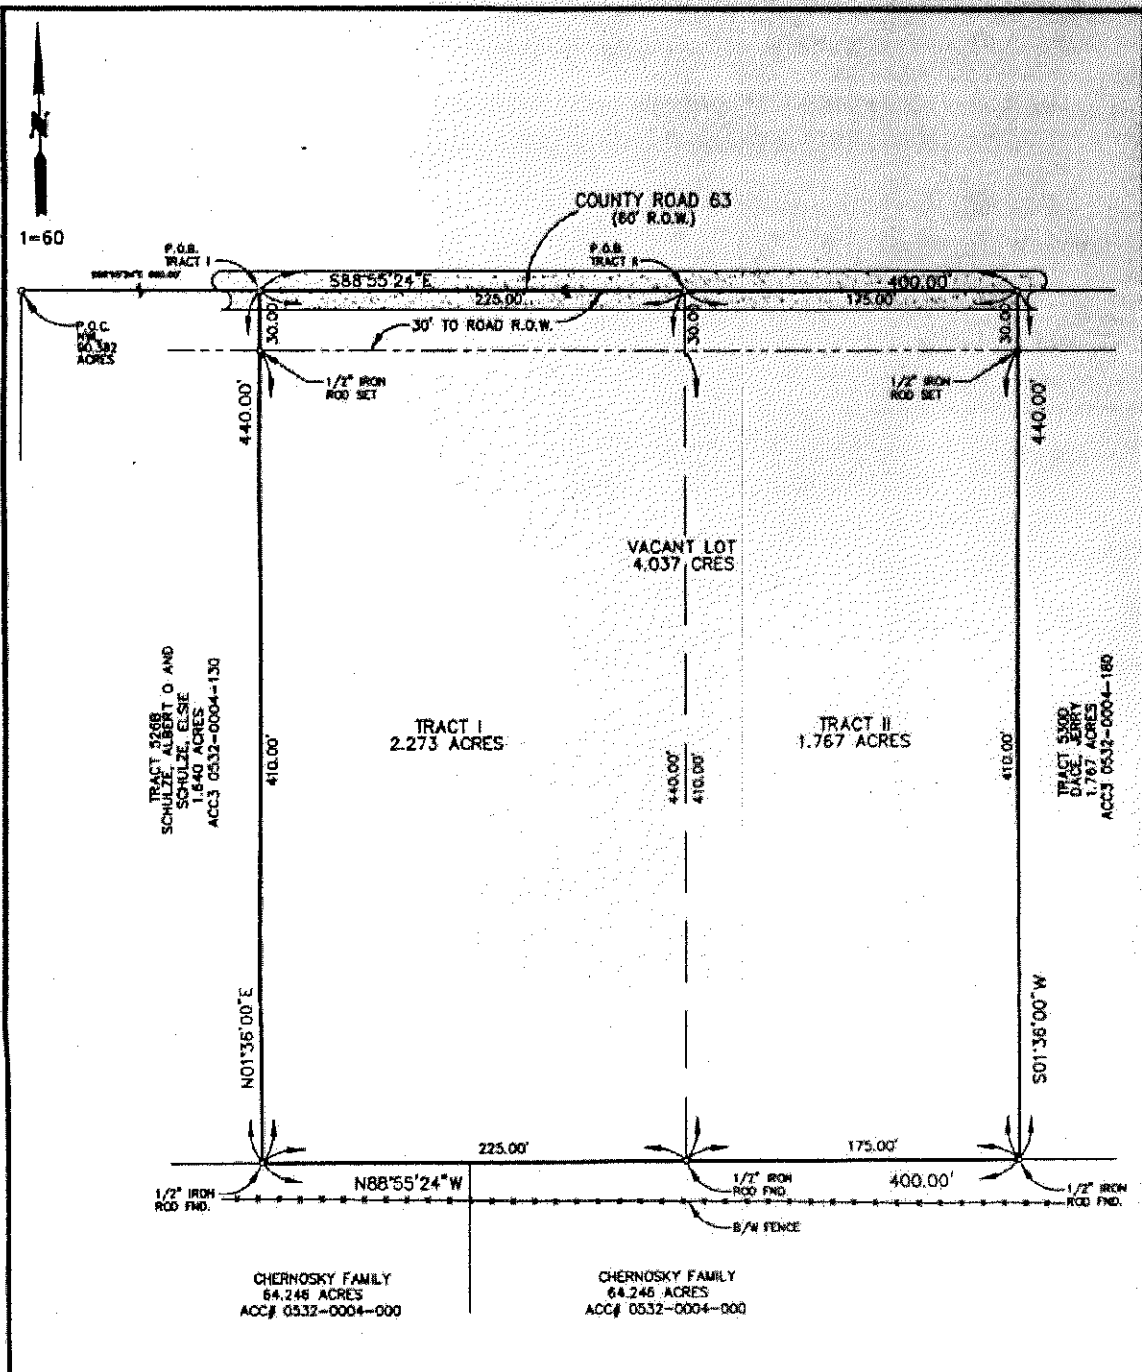 N
1=60
COUNTY ROAD 63
(60' R.O.W.)
P.O.B.
TRACT I
P.O.B.
TRACT II
S88°55'24"E
400.00'
225.00'
175.00'
P.O.C.
90.382
ACRES
30' TO ROAD R.O.W.
30.00'
30.00'
30.00'
1/2" IRON
ROD SET
1/2" IRON
ROD SET
440.00'
440.00'
VACANT LOT
4.037 CRES
TRACT 526B
SCHULZE, ALBERT O AND
SCHULZE, ELSIE
1.640 ACRES
ACC3 0532-0004-130
410.00'
TRACT I
2.273 ACRES
440.00'
410.00'
TRACT II
1.767 ACRES
410.00'
TRACT 530D
DACE, JERRY
1.767 ACRES
ACC3 0532-0004-180
N01°36'00"E
S01°36'00"W
225.00'
175.00'
1/2" IRON
ROD FND.
N88°55'24"W
1/2" IRON
ROD FND.
400.00'
1/2" IRON
ROD FND.
B/W FENCE
CHERNOSKY FAMILY
64.246 ACRES
ACC# 0532-0004-000
CHERNOSKY FAMILY
64.246 ACRES
ACC# 0532-0004-000